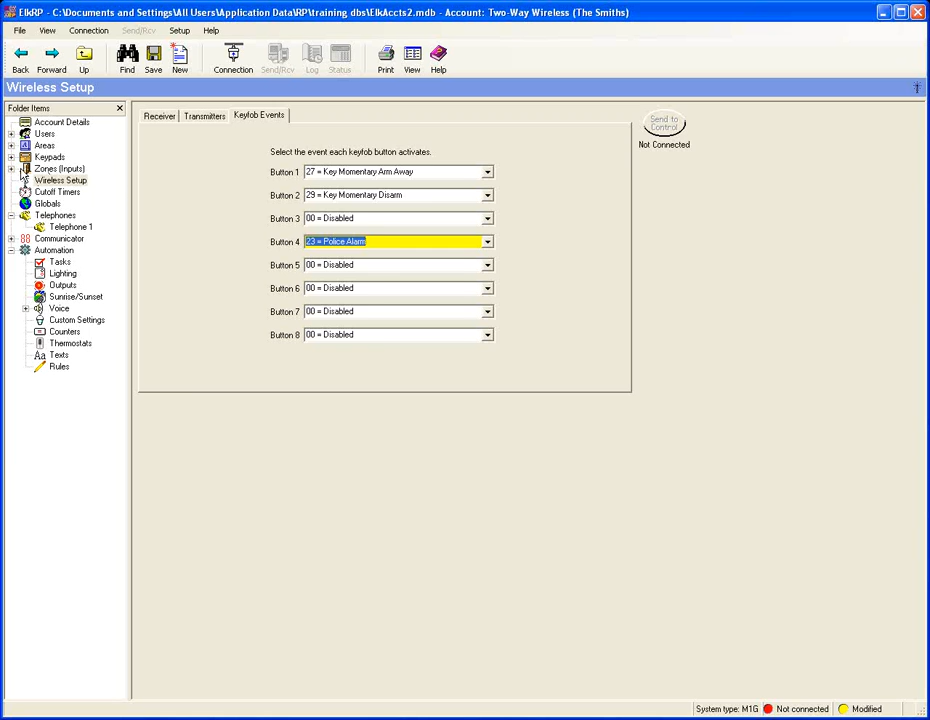 ElkRP - C:\Documents and Settings\All Users\Application Data\RP\training dbs\ElkAccts2.mdb - Account: Two-Way Wireless (The Smiths)
File View Connection Send/Rcv Setup Help
Back Forward Up Find Save New Connection Send/Rcv Log Status Print View Help
Wireless Setup
Folder Items
Account Details
Users
Areas
Keypads
Zones (Inputs)
Wireless Setup
Cutoff Timers
Globals
Telephones
Telephone 1
Communicator
Automation
Tasks
Lighting
Outputs
Sunrise/Sunset
Voice
Custom Settings
Counters
Thermostats
Texts
Rules
Receiver Transmitters Keyfob Events
Select the event each keyfob button activates.
Button 1 27 = Key Momentary Arm Away
Button 2 29 = Key Momentary Disarm
Button 3 00 = Disabled
Button 4 23 = Police Alarm
Button 5 00 = Disabled
Button 6 00 = Disabled
Button 7 00 = Disabled
Button 8 00 = Disabled
Send to
Control
Not Connected
System type: M1G Not connected Modified